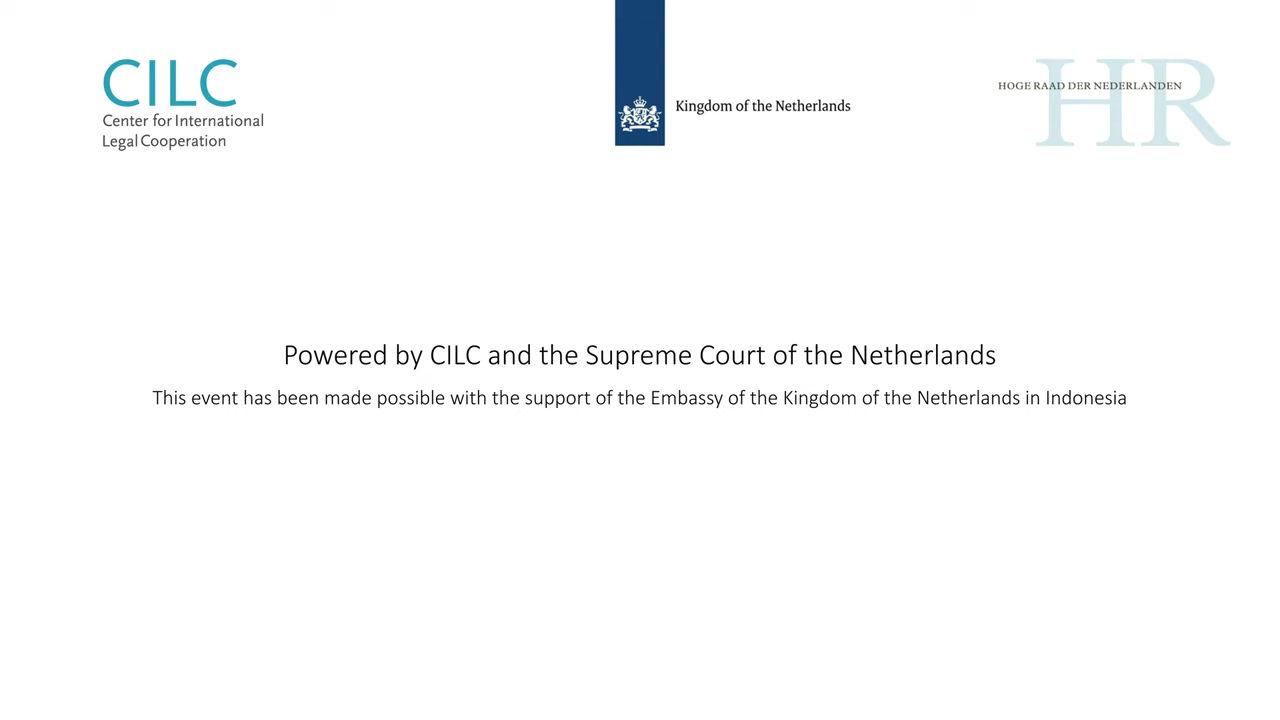 CILC
Center for International
Legal Cooperation
Kingdom of the Netherlands
HR
HOGE RAAD DER NEDERLANDEN
Powered by CILC and the Supreme Court of the Netherlands
This event has been made possible with the support of the Embassy of the Kingdom of the Netherlands in Indonesia